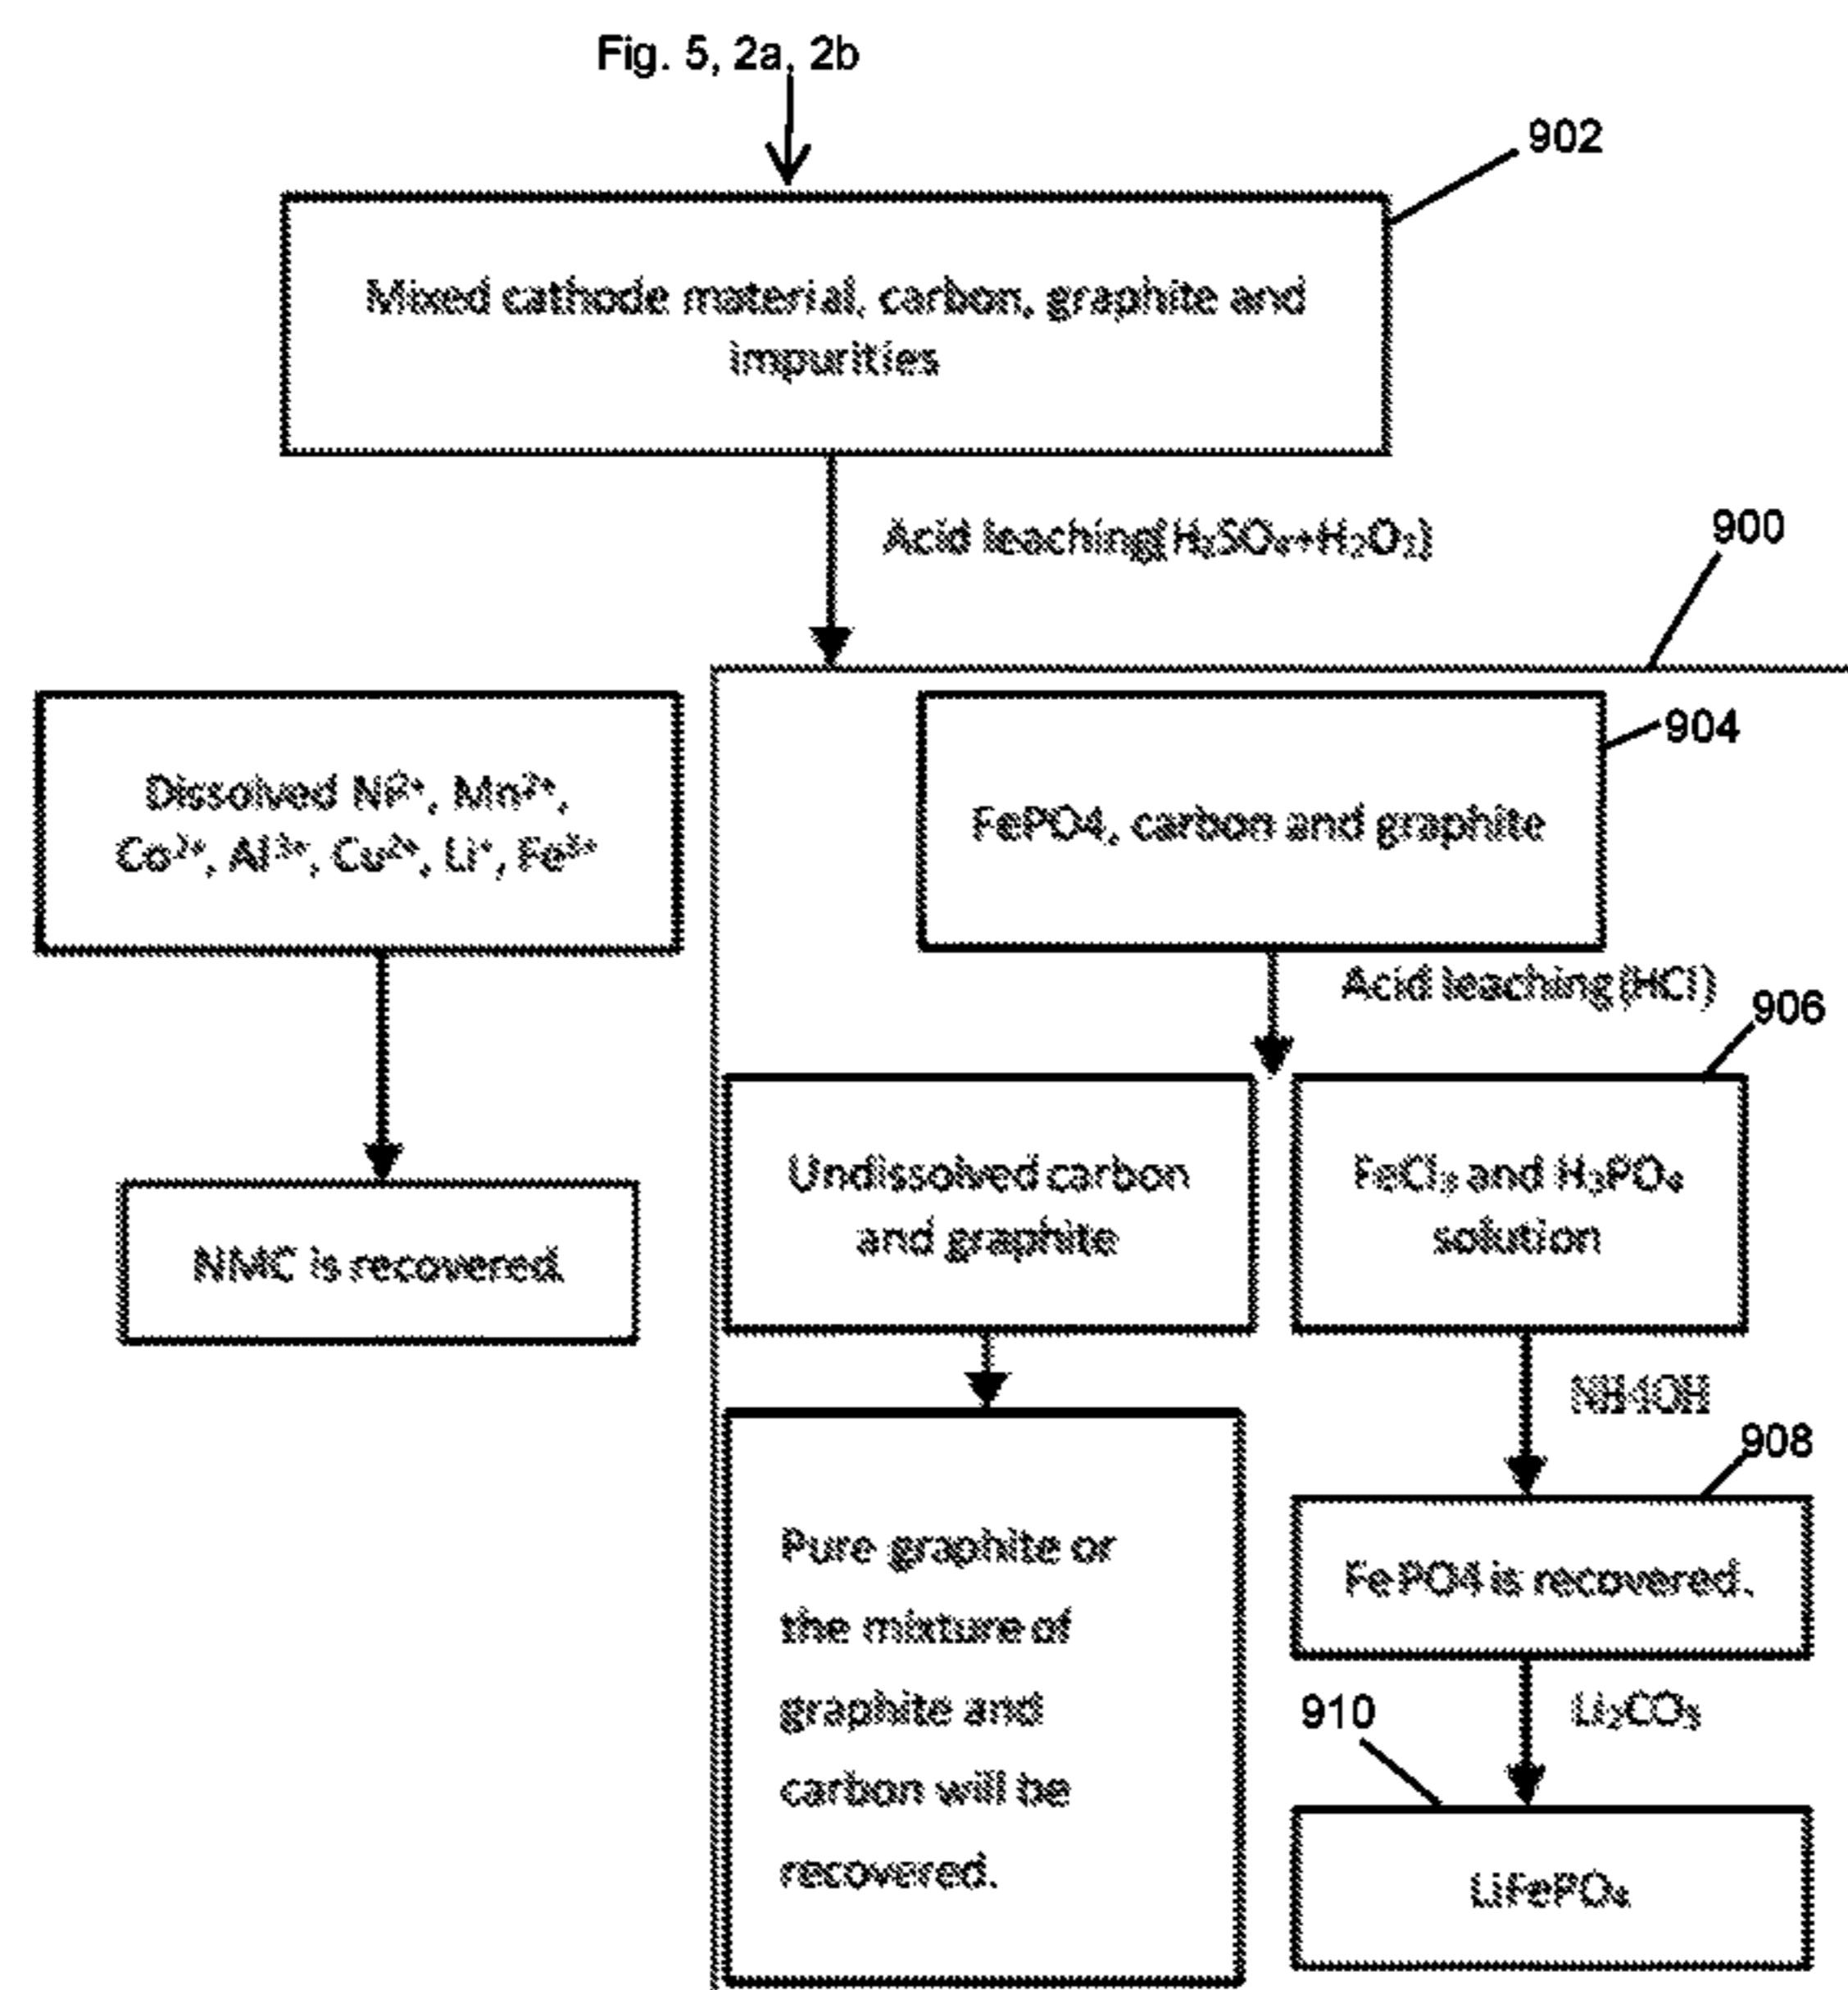 Fig. 5, 2a, 2b
902
Mixed cathode material, carbon, graphite and
impurities
Acid leaching(H₂SO₄+H₂O₂)
900
904
Dissolved Ni²⁺, Mn²⁺,
Co²⁺, Al³⁺, Cu²⁺, Li⁺, Fe³⁺
FePO4, carbon and graphite
Acid leaching(HCl)
906
Undissolved carbon
and graphite
FeCl₃ and H₃PO₄
solution
NMC is recovered.
NH4OH
908
Pure graphite or
the mixture of
graphite and
carbon will be
recovered.
FePO4 is recovered.
910
Li₂CO₃
LiFePO₄